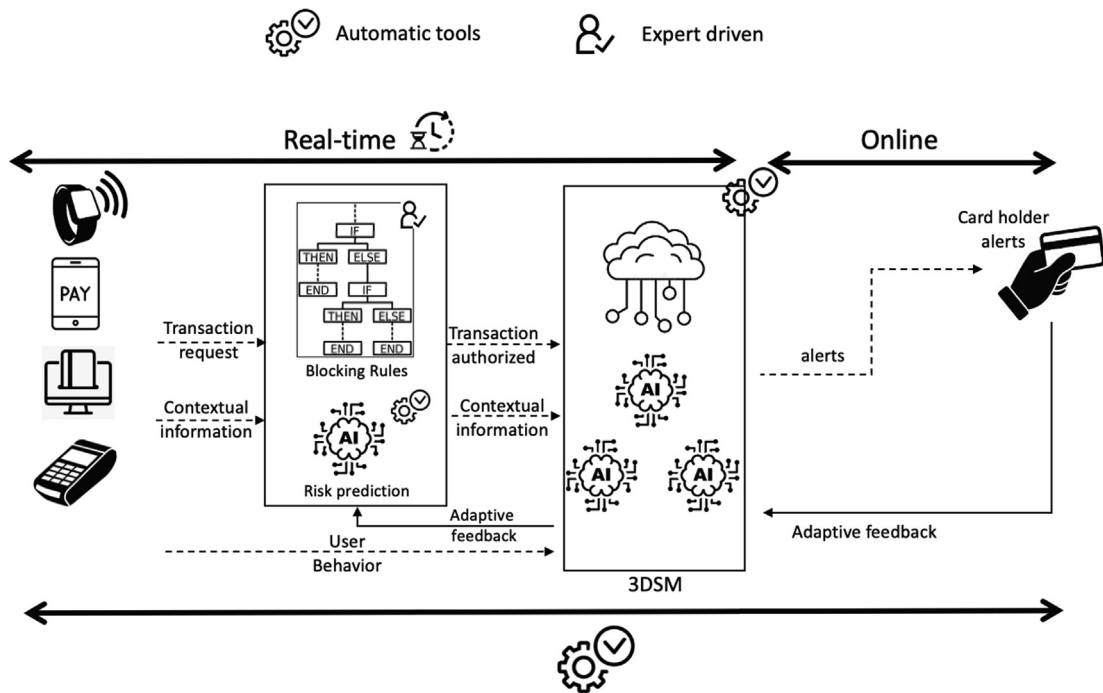 Automatic tools
Expert driven
Real-time
Online
IF
THEN
ELSE
END
IF
THEN
ELSE
END
END
Blocking Rules
AI
Risk prediction
PAY
Transaction
request
Contextual
information
Transaction
authorized
Contextual
information
Adaptive
feedback
User
Behavior
AI
AI
AI
3DSM
alerts
Card holder
alerts
Adaptive feedback